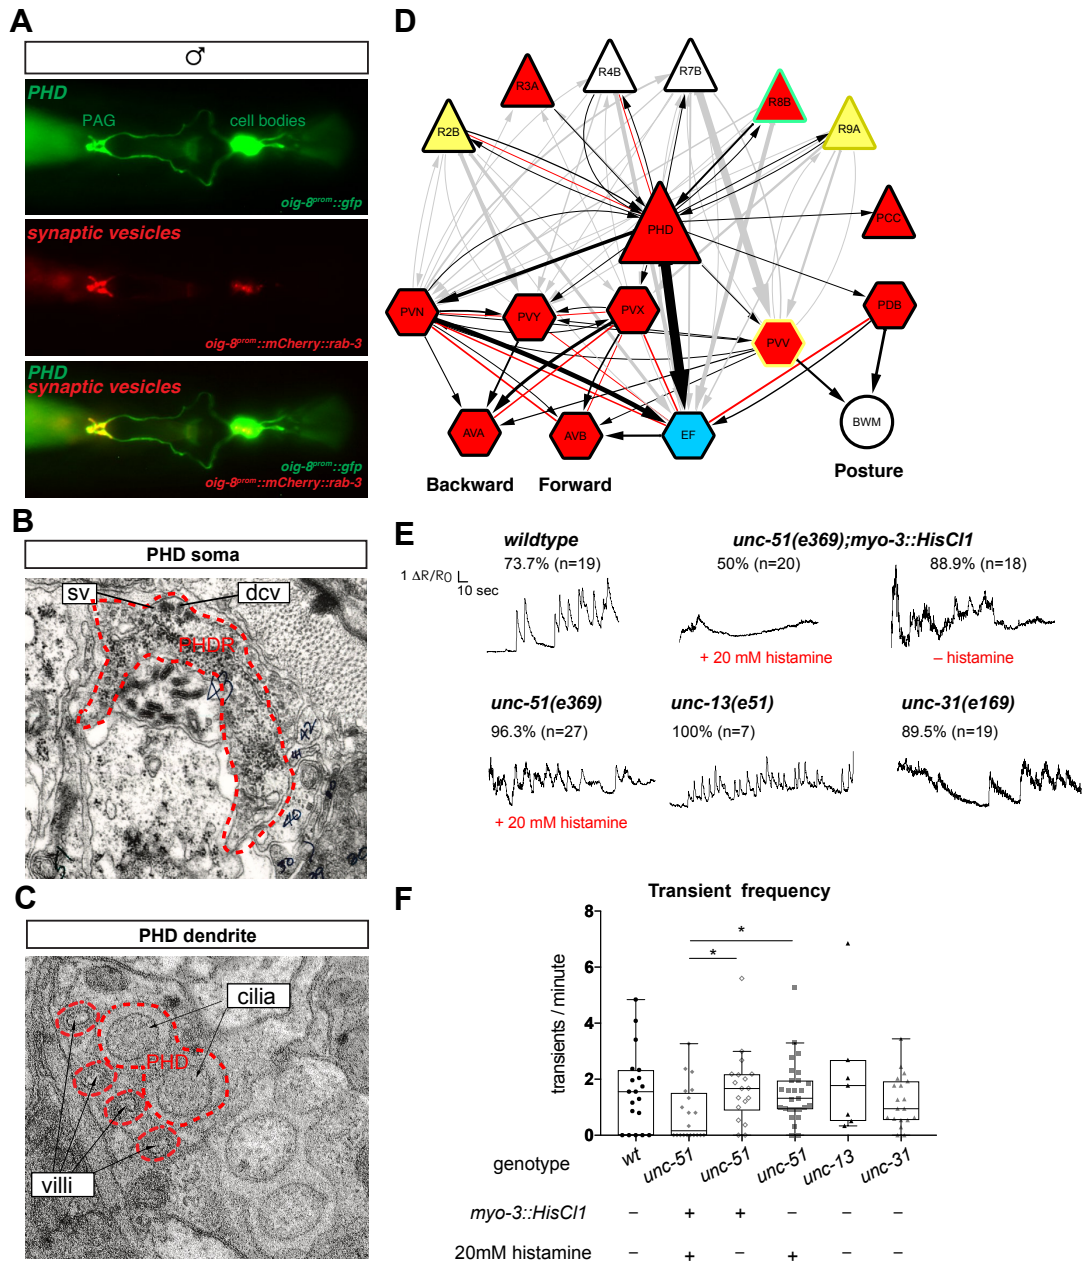 A
♂
PHD
PAG
cell bodies
oig-8prom::gfp
synaptic vesicles
oig-8prom::mCherry::rab-3
PHD
synaptic vesicles
oig-8prom::gfp
oig-8prom::mCherry::rab-3
B
PHD soma
sv
dcv
PHDR
C
PHD dendrite
cilia
PHD
villi
D
R2B
R3A
R4B
R7B
R8B
R9A
PHD
PCC
PVN
PVY
PVX
PVV
PDB
AVA
AVB
EF
BWM
Backward
Forward
Posture
E
wildtype
73.7% (n=19)
1 ΔR/R0
10 sec
unc-51(e369);myo-3::HisCl1
50% (n=20)
+ 20 mM histamine
88.9% (n=18)
– histamine
unc-51(e369)
96.3% (n=27)
+ 20 mM histamine
unc-13(e51)
100% (n=7)
unc-31(e169)
89.5% (n=19)
F
Transient frequency
transients / minute
8
6
4
2
0
* 
*
genotype
wt
unc-51
unc-51
unc-51
unc-13
unc-31
myo-3::HisCl1
– + + – – –
20mM histamine
– + – + – –